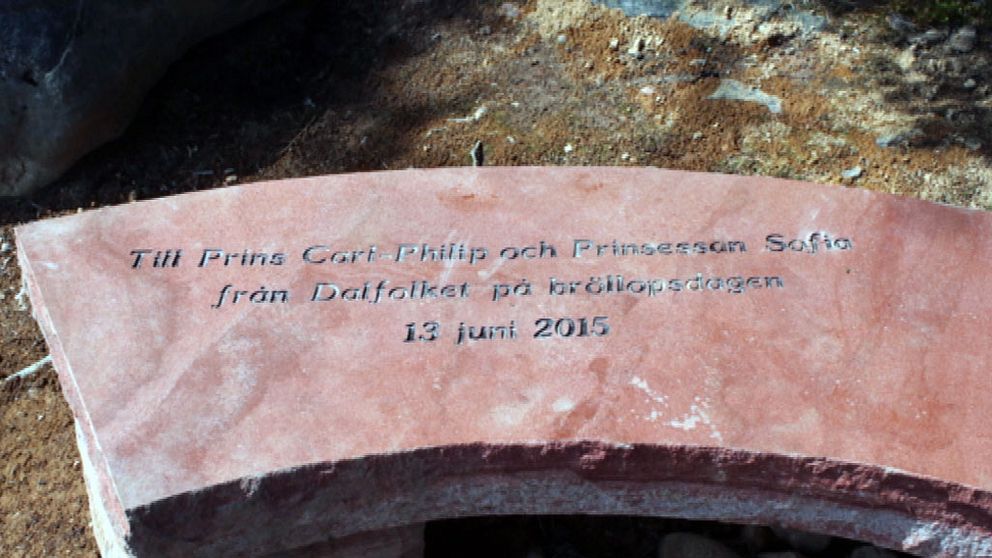 Till Prins Carl-Philip och Prinsessan Sofia
från Dalfolket på bröllopsdagen
13 juni 2015